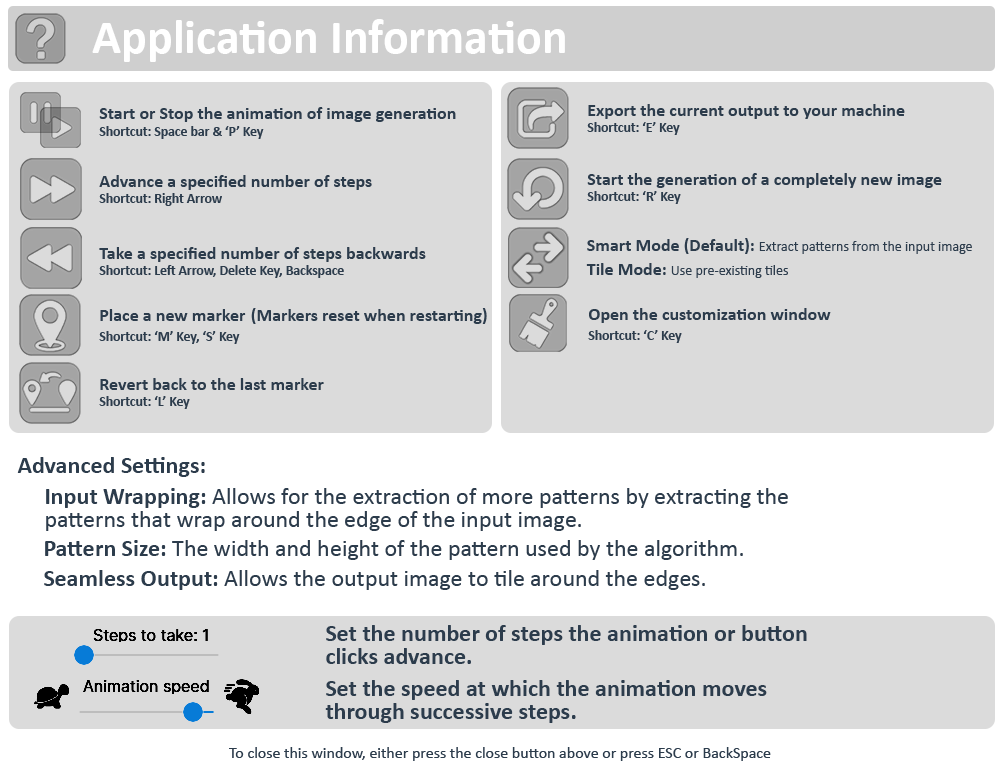 Application Information
Start or Stop the animation of image generation
Shortcut: Space bar & ‘P’ Key
Advance a specified number of steps
Shortcut: Right Arrow
Take a specified number of steps backwards
Shortcut: Left Arrow, Delete Key, Backspace
Place a new marker (Markers reset when restarting)
Shortcut: ‘M’ Key, ‘S’ Key
Revert back to the last marker
Shortcut: ‘L’ Key
Export the current output to your machine
Shortcut: ‘E’ Key
Start the generation of a completely new image
Shortcut: ‘R’ Key
Smart Mode (Default): Extract patterns from the input image
Tile Mode: Use pre-existing tiles
Open the customization window
Shortcut: ‘C’ Key
Advanced Settings:
Input Wrapping: Allows for the extraction of more patterns by extracting the
patterns that wrap around the edge of the input image.
Pattern Size: The width and height of the pattern used by the algorithm.
Seamless Output: Allows the output image to tile around the edges.
Steps to take: 1
Set the number of steps the animation or button
clicks advance.
Animation speed
Set the speed at which the animation moves
through successive steps.
To close this window, either press the close button above or press ESC or BackSpace